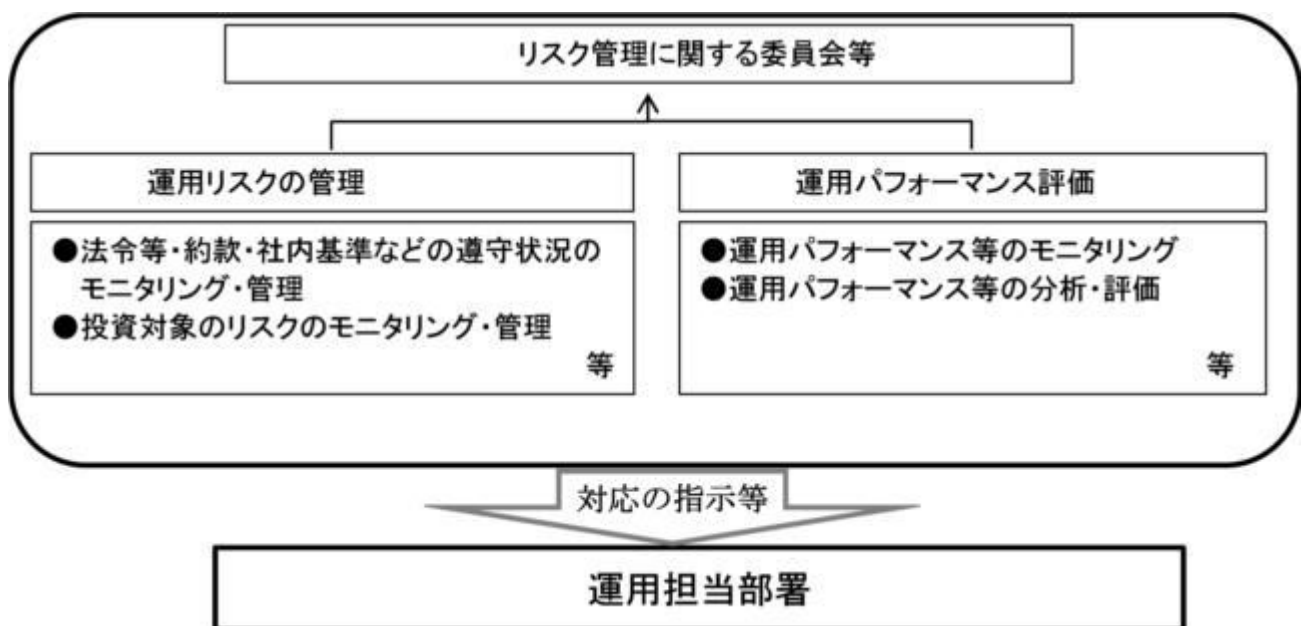 リスク管理に関する委員会等
運用リスクの管理
運用パフォーマンス評価
●法令等・約款・社内基準などの遵守状況の
モニタリング・管理
●投資対象のリスクのモニタリング・管理
等
●運用パフォーマンス等のモニタリング
●運用パフォーマンス等の分析・評価
等
対応の指示等
運用担当部署